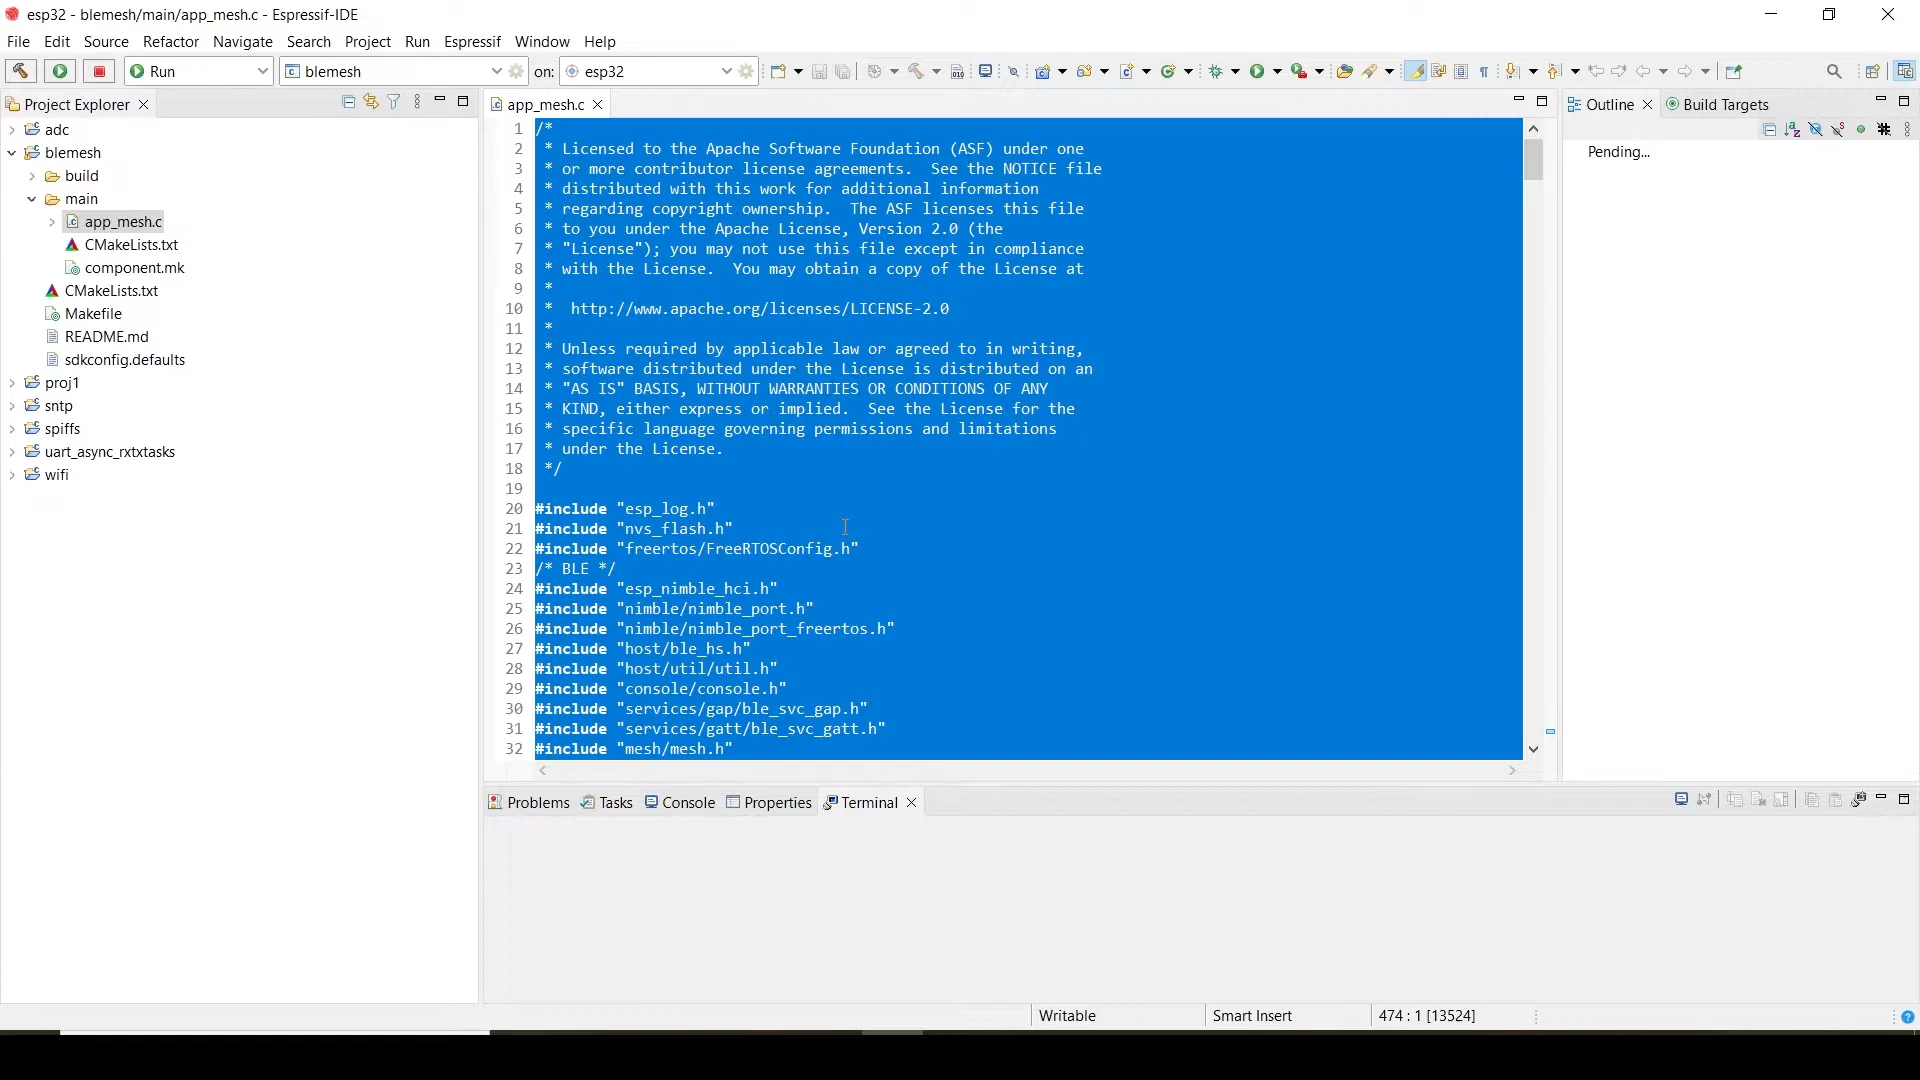 esp32 - blemesh/main/app_mesh.c - Espressif-IDE
File Edit Source Refactor Navigate Search Project Run Espressif Window Help
Run blemesh on: esp32
Project Explorer
adc
blemesh
build
main
app_mesh.c
CMakeLists.txt
component.mk
CMakeLists.txt
Makefile
README.md
sdkconfig.defaults
proj1
sntp
spiffs
uart_async_rxtxtasks
wifi
app_mesh.c
1 /*
2  * Licensed to the Apache Software Foundation (ASF) under one
3  * or more contributor license agreements.  See the NOTICE file
4  * distributed with this work for additional information
5  * regarding copyright ownership.  The ASF licenses this file
6  * to you under the Apache License, Version 2.0 (the
7  * "License"); you may not use this file except in compliance
8  * with the License.  You may obtain a copy of the License at
9  *
10  *  http://www.apache.org/licenses/LICENSE-2.0
11  *
12  * Unless required by applicable law or agreed to in writing,
13  * software distributed under the License is distributed on an
14  * "AS IS" BASIS, WITHOUT WARRANTIES OR CONDITIONS OF ANY
15  * KIND, either express or implied.  See the License for the
16  * specific language governing permissions and limitations
17  * under the License.
18  */
19
20 #include "esp_log.h"
21 #include "nvs_flash.h"
22 #include "freertos/FreeRTOSConfig.h"
23 /* BLE */
24 #include "esp_nimble_hci.h"
25 #include "nimble/nimble_port.h"
26 #include "nimble/nimble_port_freertos.h"
27 #include "host/ble_hs.h"
28 #include "host/util/util.h"
29 #include "console/console.h"
30 #include "services/gap/ble_svc_gap.h"
31 #include "services/gatt/ble_svc_gatt.h"
32 #include "mesh/mesh.h"
Outline Build Targets
Pending...
Problems Tasks Console Properties Terminal
Writable Smart Insert 474 : 1 [13524]